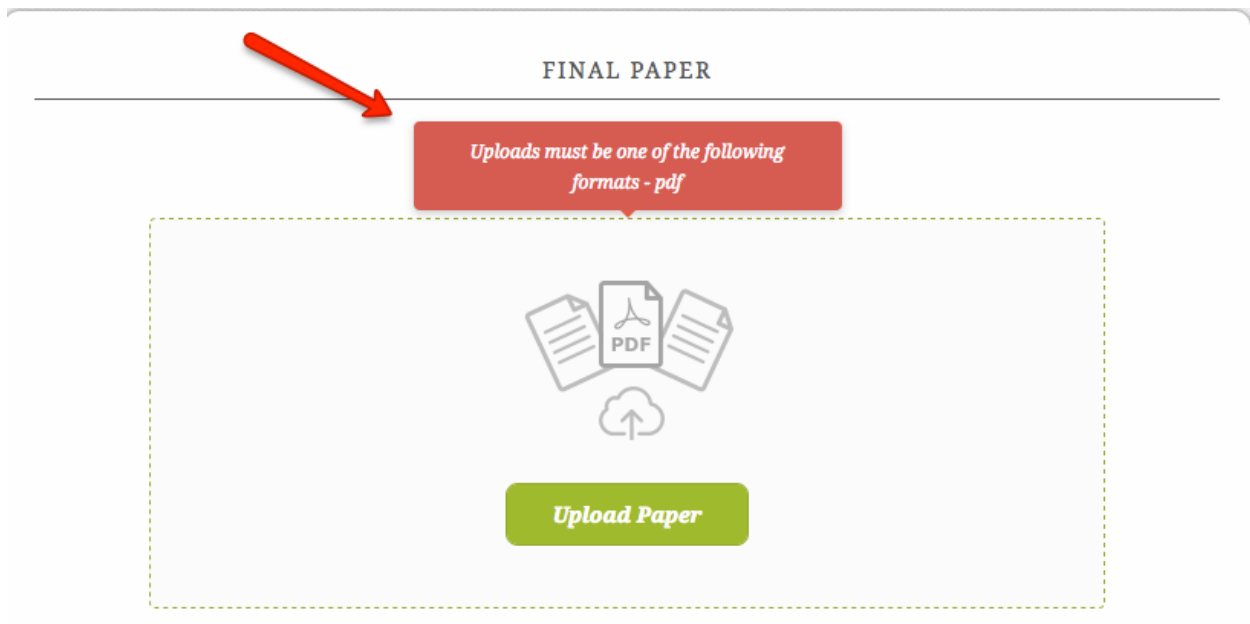 FINAL PAPER
Uploads must be one of the following
formats - pdf
PDF
Upload Paper